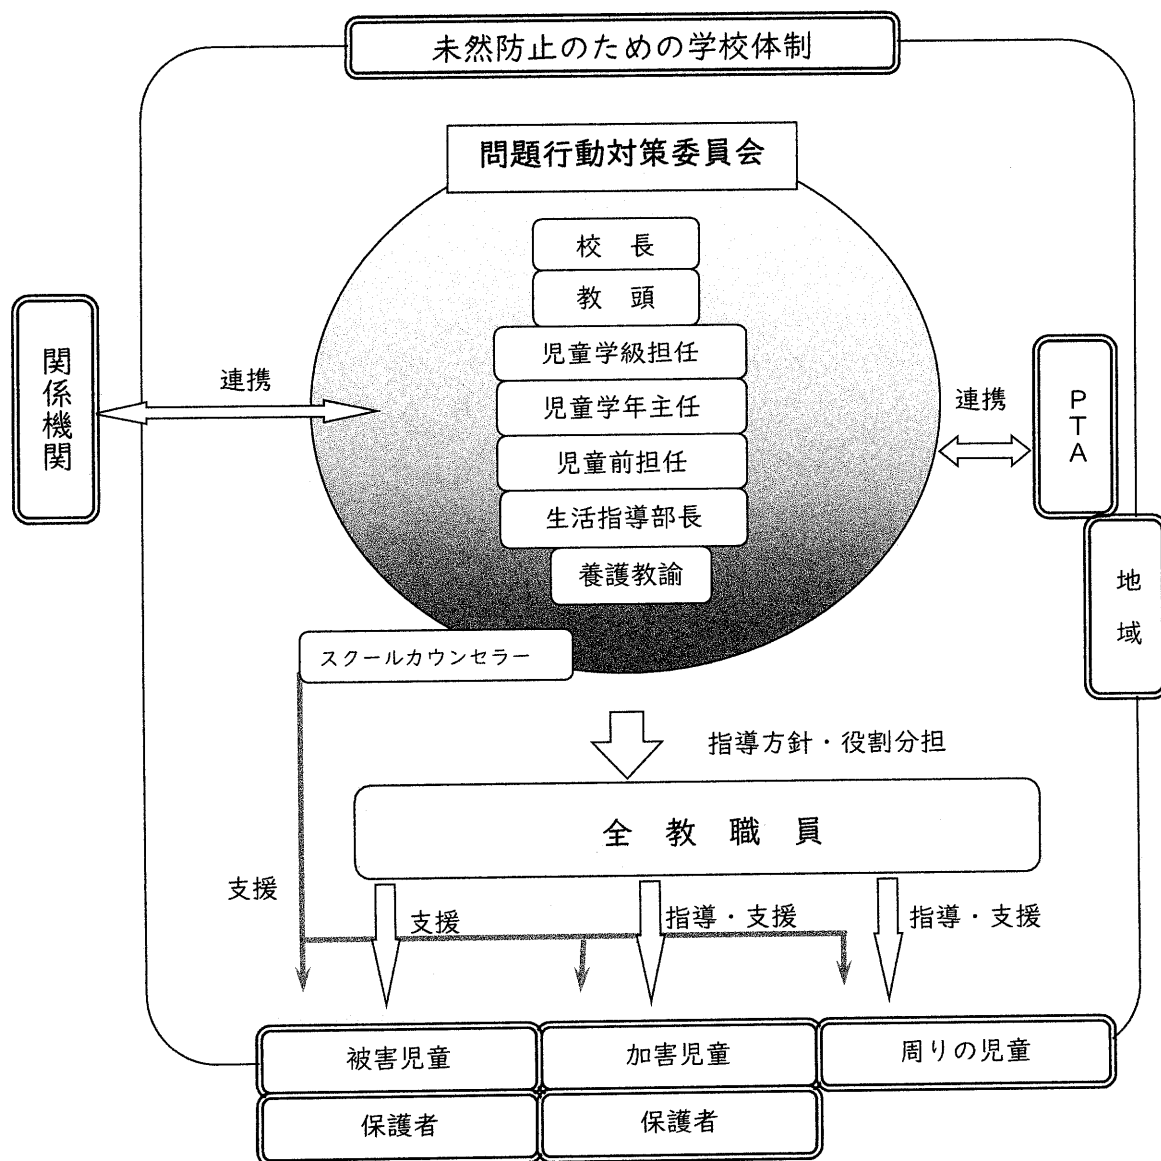 未然防止のための学校体制
問題行動対策委員会
校　長
教　頭
児童学級担任
児童学年主任
児童前担任
生活指導部長
養護教諭
スクールカウンセラー
関係機関
連携
連携
PTA
地域
指導方針・役割分担
全　教　職　員
支援
支援
指導・支援
指導・支援
被害児童
加害児童
周りの児童
保護者
保護者